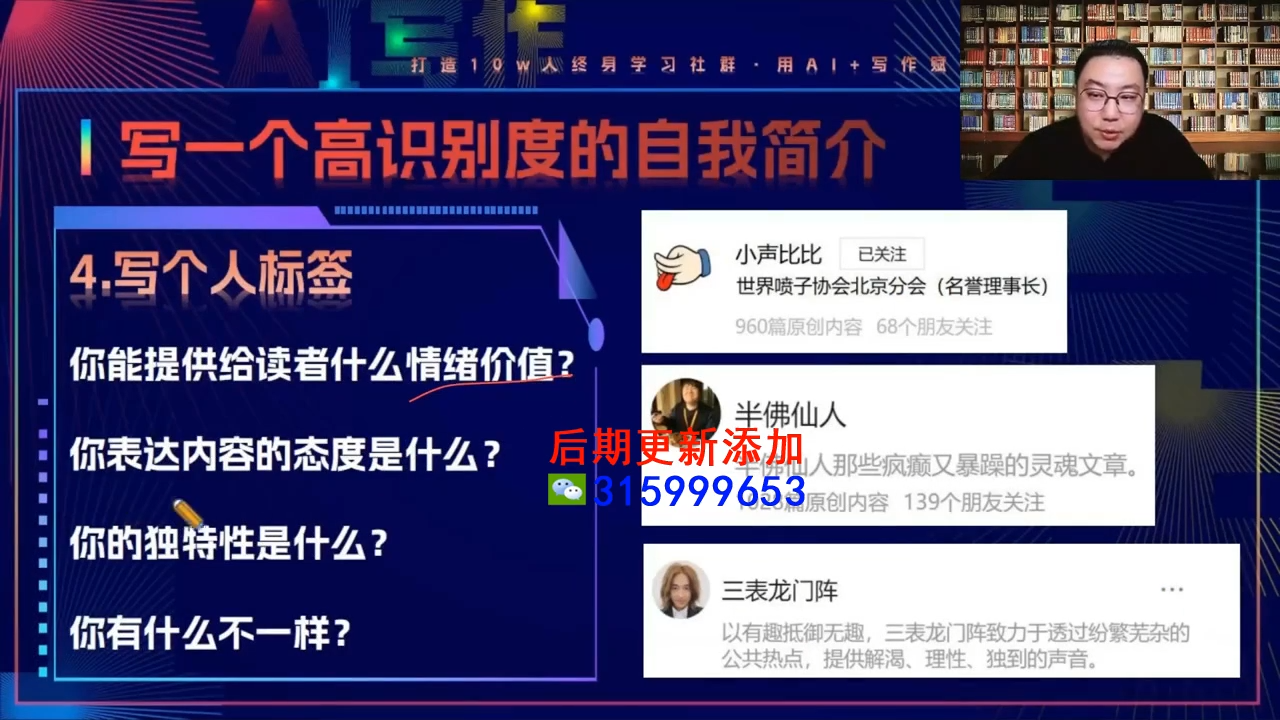 AI写作
打造10w人终身学习社群·用AI+写作赋
写一个高识别度的自我简介
4.写个人标签
你能提供给读者什么情绪价值?
你表达内容的态度是什么?
你的独特性是什么?
你有什么不一样?
小声比比 已关注
世界喷子协会北京分会（名誉理事长）
960篇原创内容 68个朋友关注
半佛仙人
半佛仙人那些疯癫又暴躁的灵魂文章。
篇原创内容 139个朋友关注
后期更新添加
315999653
三表龙门阵 ···
以有趣抵御无趣，三表龙门阵致力于透过纷繁芜杂的
公共热点，提供解渴、理性、独到的声音。